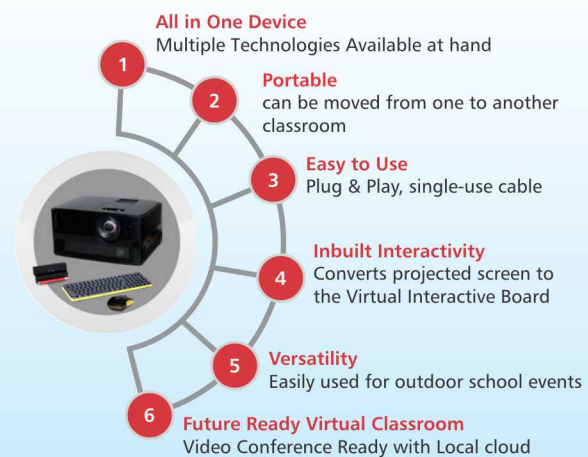 All in One Device
Multiple Technologies Available at hand
1
Portable
can be moved from one to another
classroom
2
Easy to Use
Plug & Play, single-use cable
3
Inbuilt Interactivity
Converts projected screen to
the Virtual Interactive Board
4
Versatility
Easily used for outdoor school events
5
Future Ready Virtual Classroom
Video Conference Ready with Local cloud
6